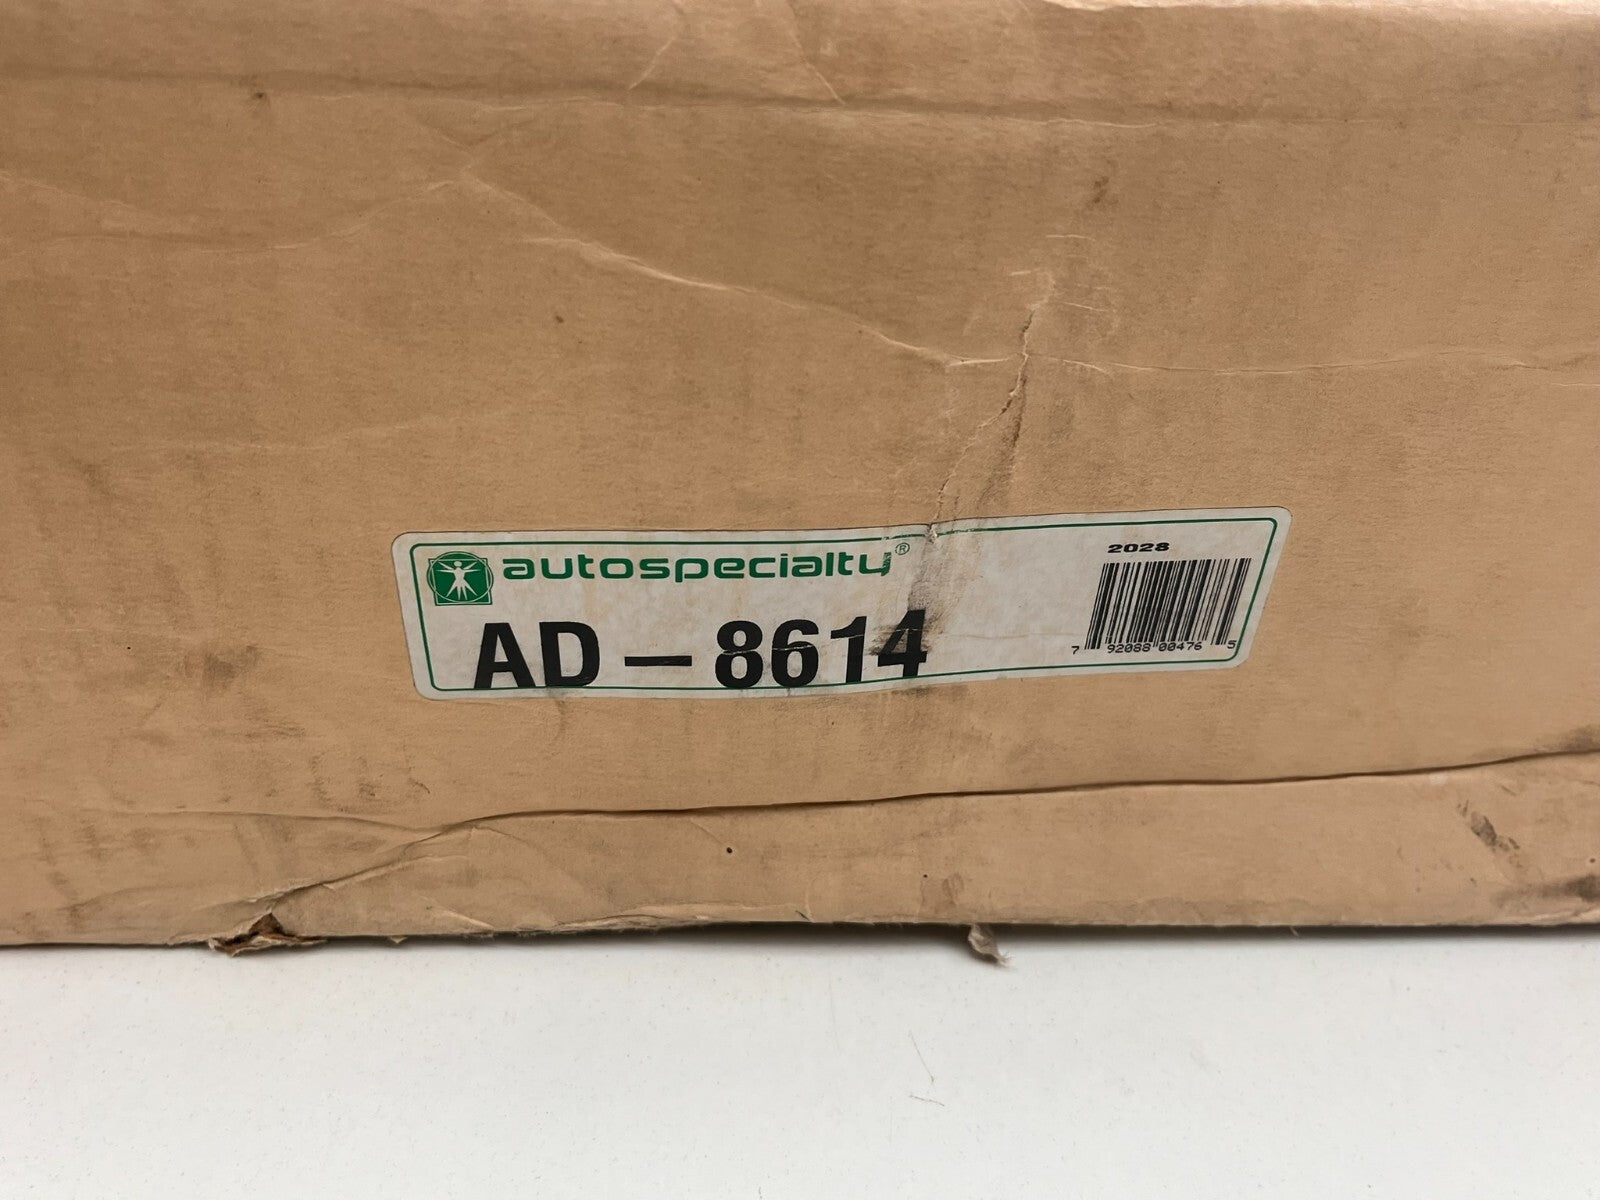 autospecialty®
2028
AD – 8614
7 92088 00476 5